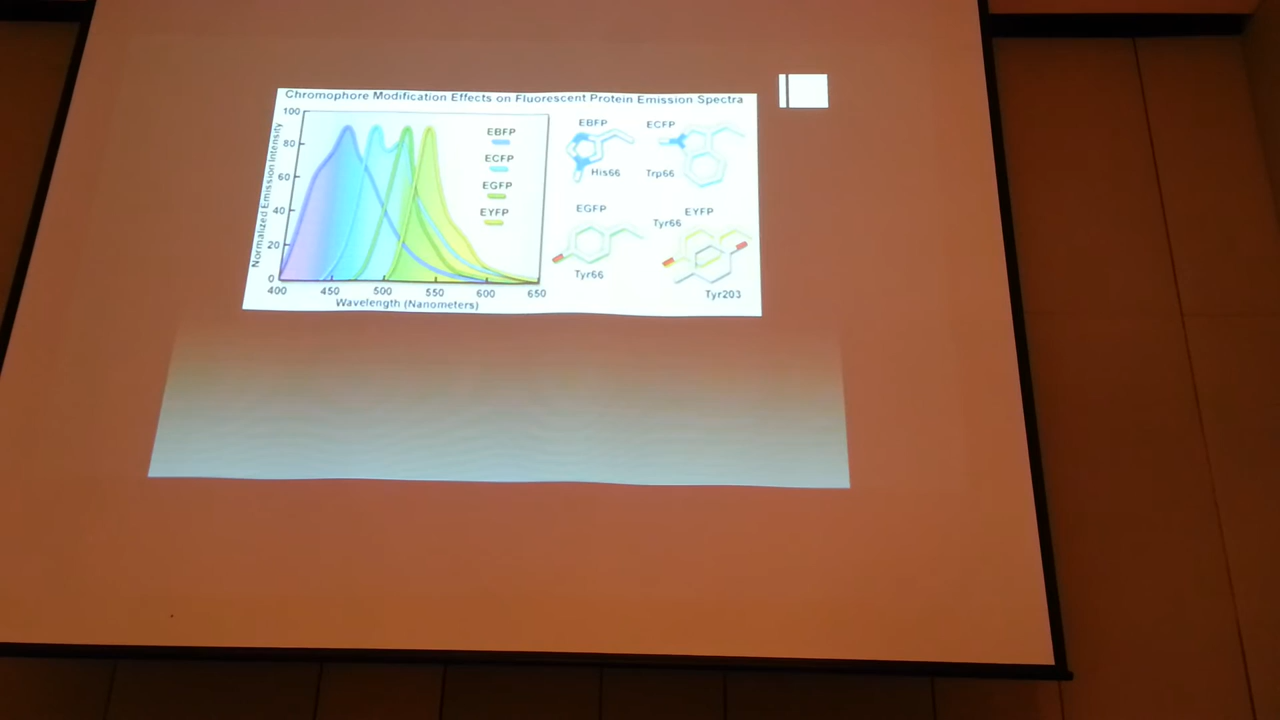 Chromophore Modification Effects on Fluorescent Protein Emission Spectra
Normalized Emission Intensity
100
80
60
40
20
0
400 450 500 550 600 650
Wavelength (Nanometers)
EBFP
ECFP
EGFP
EYFP
EBFP
His66
ECFP
Trp66
EGFP
Tyr66
EYFP
Tyr66
Tyr203